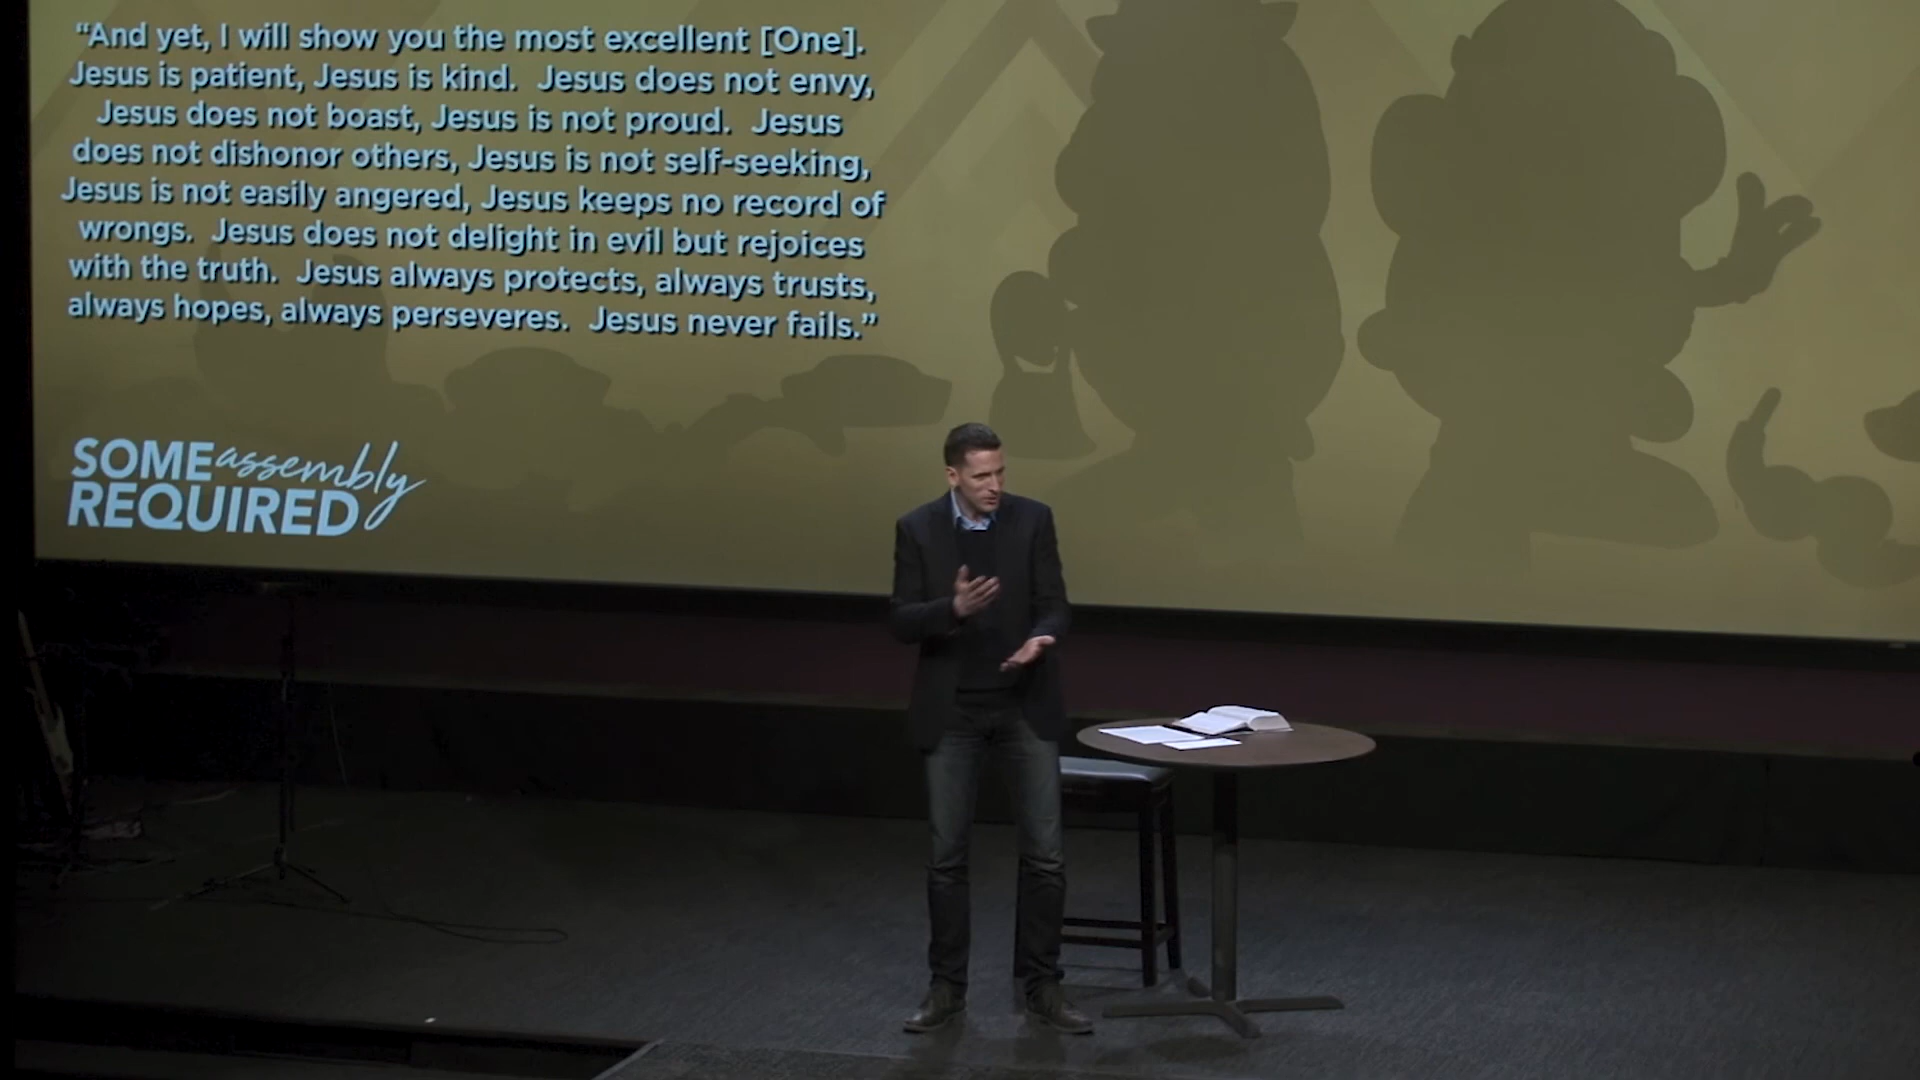 “And yet, I will show you the most excellent [One].
Jesus is patient, Jesus is kind.  Jesus does not envy,
Jesus does not boast, Jesus is not proud.  Jesus
does not dishonor others, Jesus is not self-seeking,
Jesus is not easily angered, Jesus keeps no record of
wrongs.  Jesus does not delight in evil but rejoices
with the truth.  Jesus always protects, always trusts,
always hopes, always perseveres.  Jesus never fails.”
SOME assembly
REQUIRED